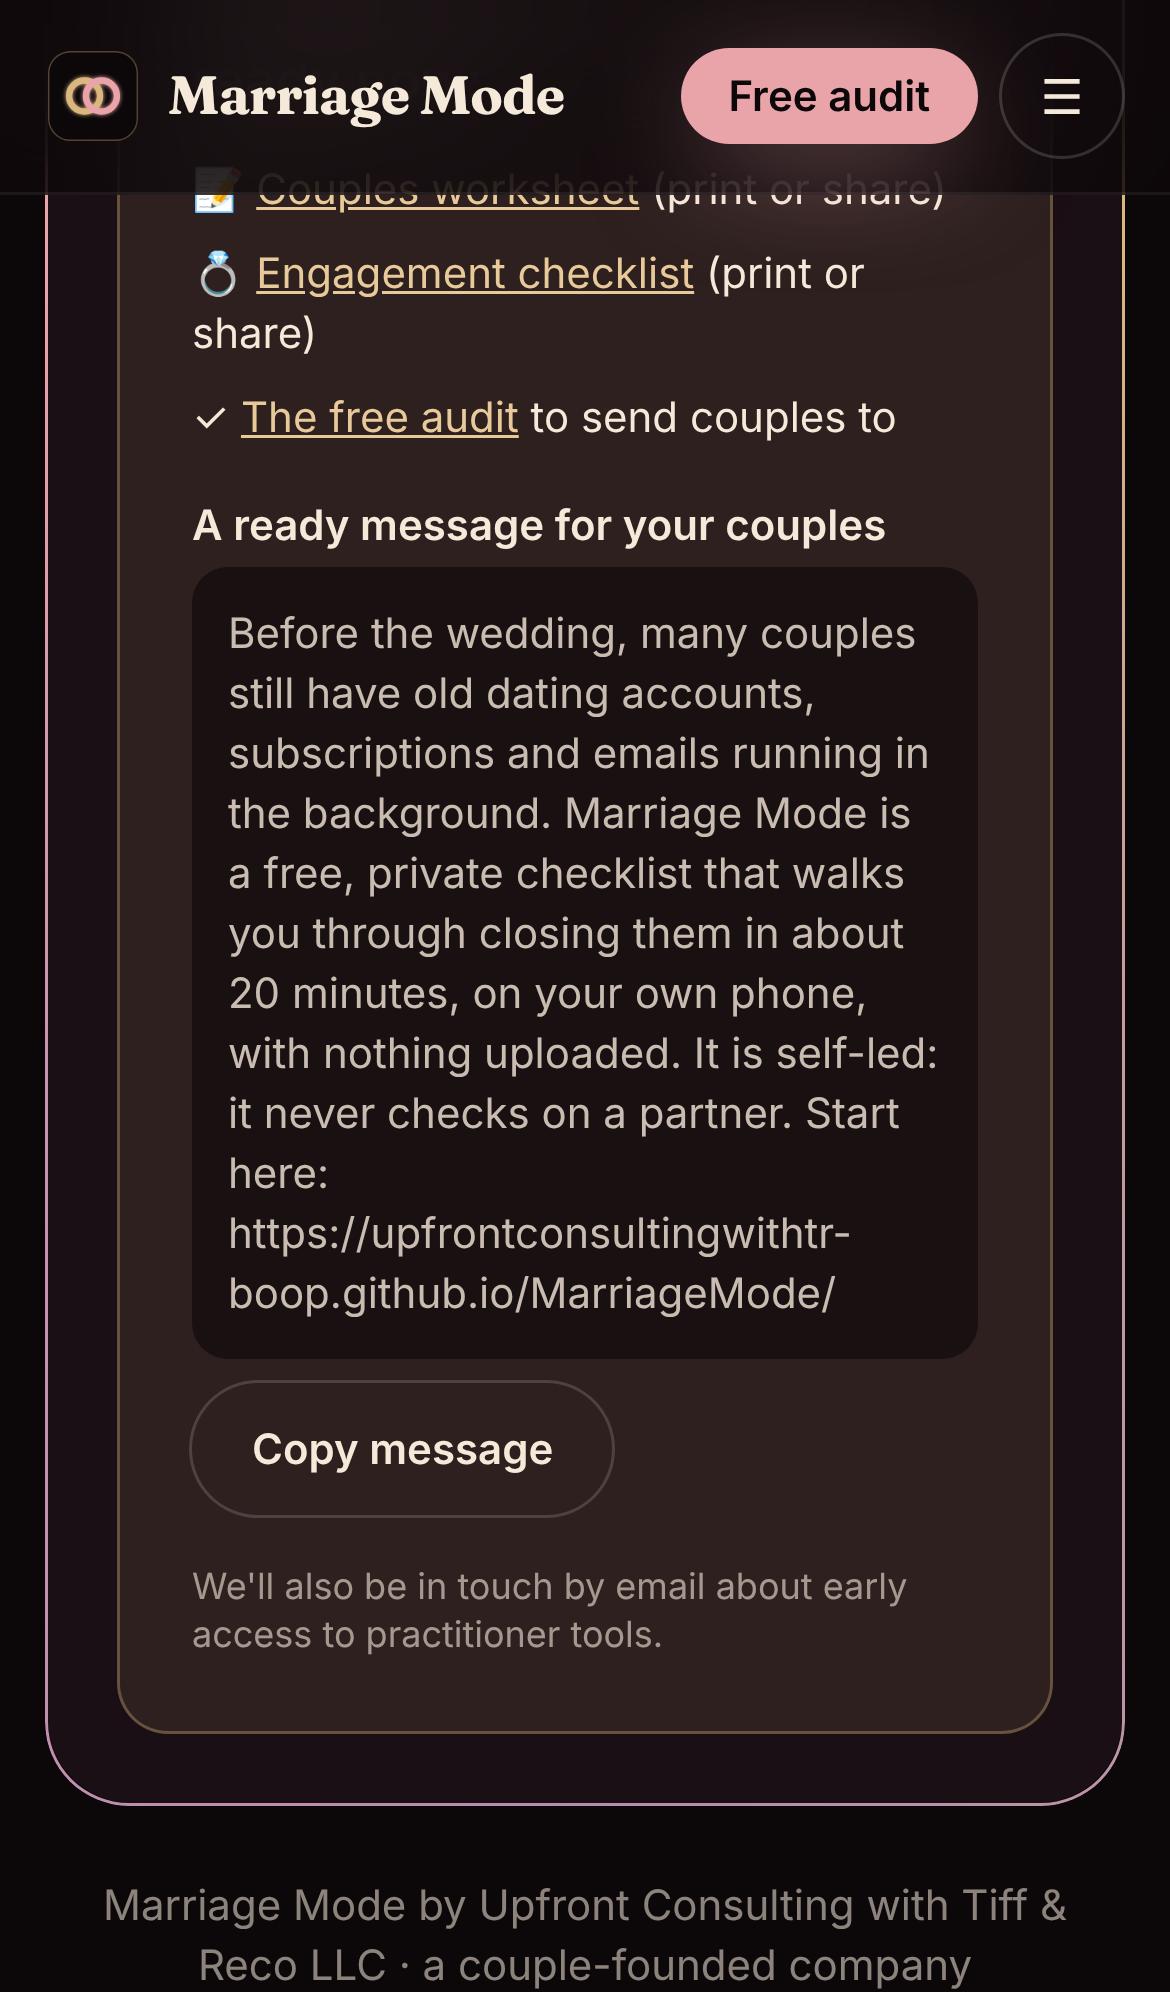 Marriage Mode
Free audit
Couples worksheet (print or share)
Engagement checklist (print or
share)
✓ The free audit to send couples to
A ready message for your couples
Before the wedding, many couples
still have old dating accounts,
subscriptions and emails running in
the background. Marriage Mode is
a free, private checklist that walks
you through closing them in about
20 minutes, on your own phone,
with nothing uploaded. It is self-led:
it never checks on a partner. Start
here:
https://upfrontconsultingwithtr-
boop.github.io/MarriageMode/
Copy message
We'll also be in touch by email about early
access to practitioner tools.
Marriage Mode by Upfront Consulting with Tiff &
Reco LLC · a couple-founded company